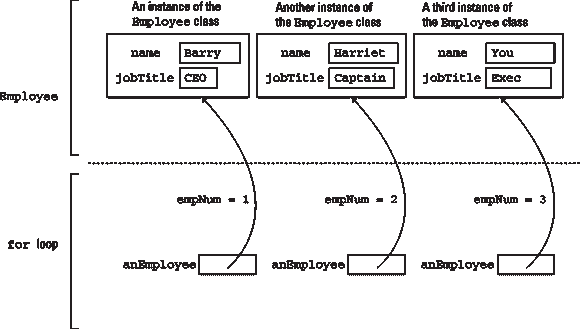 An instance of the
Employee class
Another instance of
the Employee class
A third instance of
the Employee class
name Barry
jobTitle CEO
name Harriet
jobTitle Captain
name You
jobTitle Exec
Employee
empNum = 1
empNum = 2
empNum = 3
for loop
anEmployee
anEmployee
anEmployee